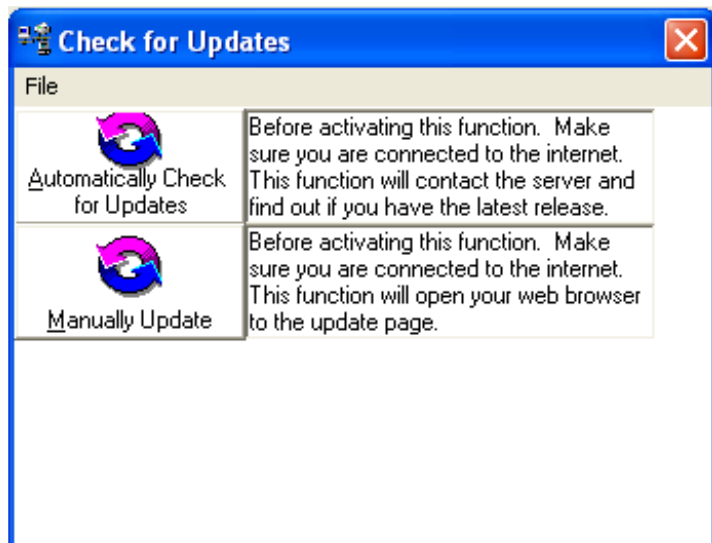 Check for Updates
File
Automatically Check
for Updates
Before activating this function.  Make
sure you are connected to the internet.
This function will contact the server and
find out if you have the latest release.
Manually Update
Before activating this function.  Make
sure you are connected to the internet.
This function will open your web browser
to the update page.